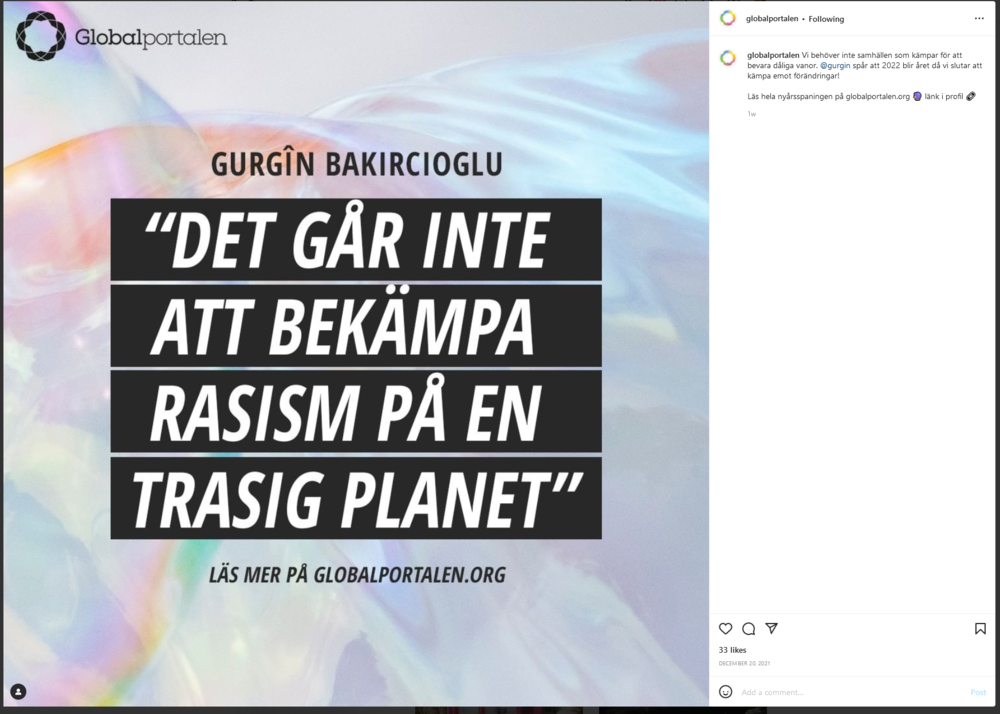 Globalportalen
GURGÎN BAKIRCIOGLU
“DET GÅR INTE
ATT BEKÄMPA
RASISM PÅ EN
TRASIG PLANET”
LÄS MER PÅ GLOBALPORTALEN.ORG
globalportalen • Following
globalportalen Vi behöver inte samhällen som kämpar för att
bevara dåliga vanor. @gurgin spår att 2022 blir året då vi slutar att
kämpa emot förändringar!
Läs hela nyårsspaningen på globalportalen.org 🔮 länk i profil 🗞
1w
33 likes
DECEMBER 20, 2021
Add a comment...
Post